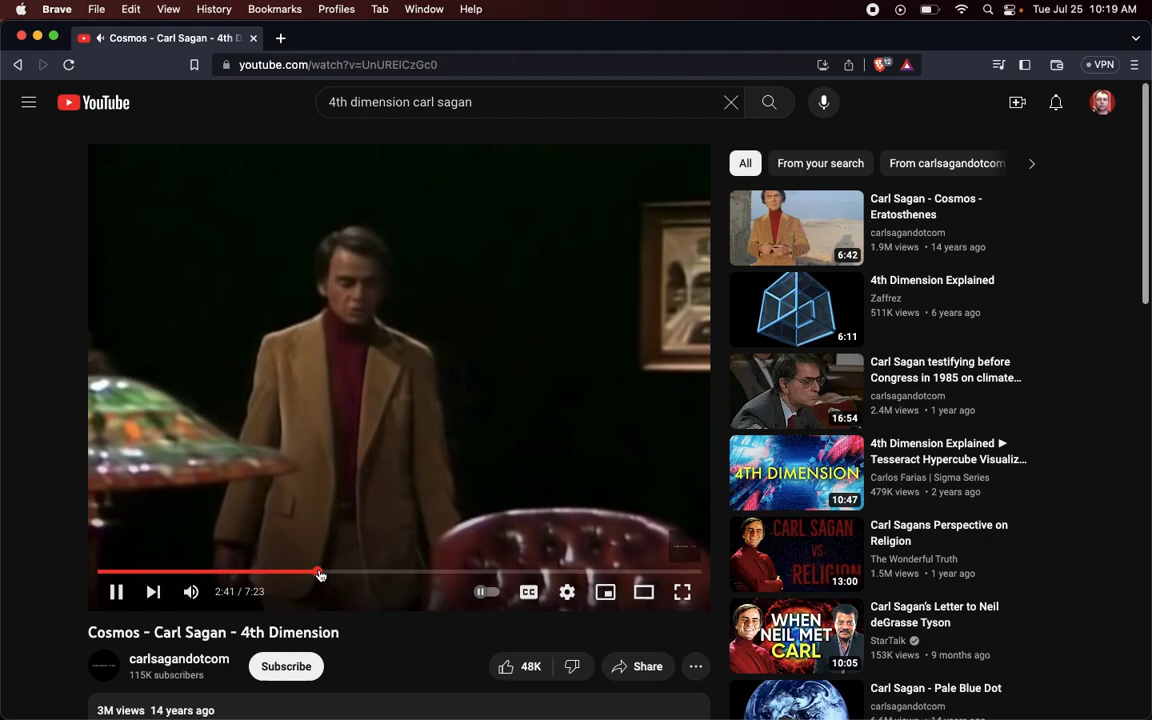 Brave File Edit View History Bookmarks Profiles Tab Window Help Tue Jul 25 10:19 AM
Cosmos - Carl Sagan - 4th D
youtube.com/watch?v=UnURElCzGc0 12 VPN
YouTube 4th dimension carl sagan
All From your search From carlsagandotcom
Carl Sagan - Cosmos -
Eratosthenes
carlsagandotcom
1.9M views • 14 years ago
6:42
4th Dimension Explained
Zaffrez
511K views • 6 years ago
6:11
Carl Sagan testifying before
Congress in 1985 on climate...
carlsagandotcom
2.4M views • 1 year ago
16:54
4th Dimension Explained ►
Tesseract Hypercube Visualiz...
Carlos Farias | Sigma Series
479K views • 2 years ago
4TH DIMENSION
10:47
Carl Sagans Perspective on
Religion
The Wonderful Truth
1.5M views • 1 year ago
CARL SAGAN
VS
RELIGION
13:00
Carl Sagan's Letter to Neil
deGrasse Tyson
StarTalk
153K views • 9 months ago
WHEN
NEIL MET
CARL
10:05
Carl Sagan - Pale Blue Dot
carlsagandotcom
2:41 / 7:23 CC
Cosmos - Carl Sagan - 4th Dimension
carlsagandotcom
115K subscribers
Subscribe 48K Share
3M views 14 years ago